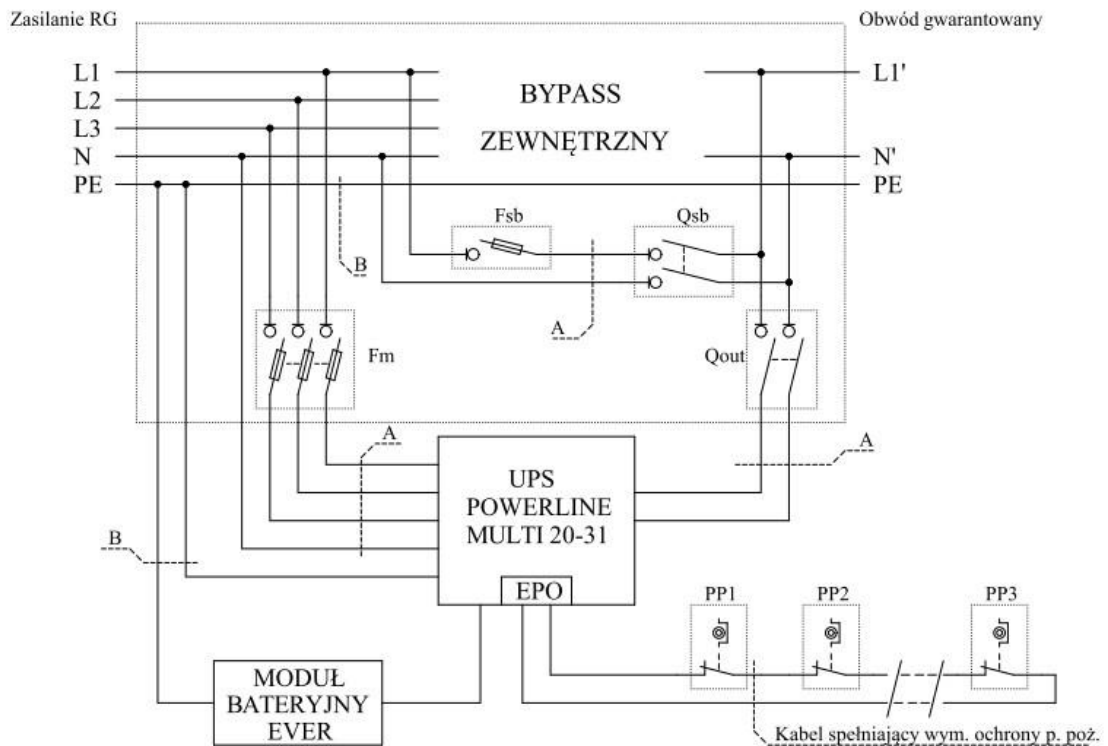 Zasilanie RG
Obwód gwarantowany
L1
L1'
BYPASS
L2
L3
ZEWNĘTRZNY
N
N'
PE
PE
Fsb
Qsb
B
A
Fm
Qout
A
A
UPS
POWERLINE
MULTI 20-31
B
EPO
PP1
PP2
PP3
MODUŁ
BATERYJNY
EVER
Kabel spełniający wym. ochrony p. poż.